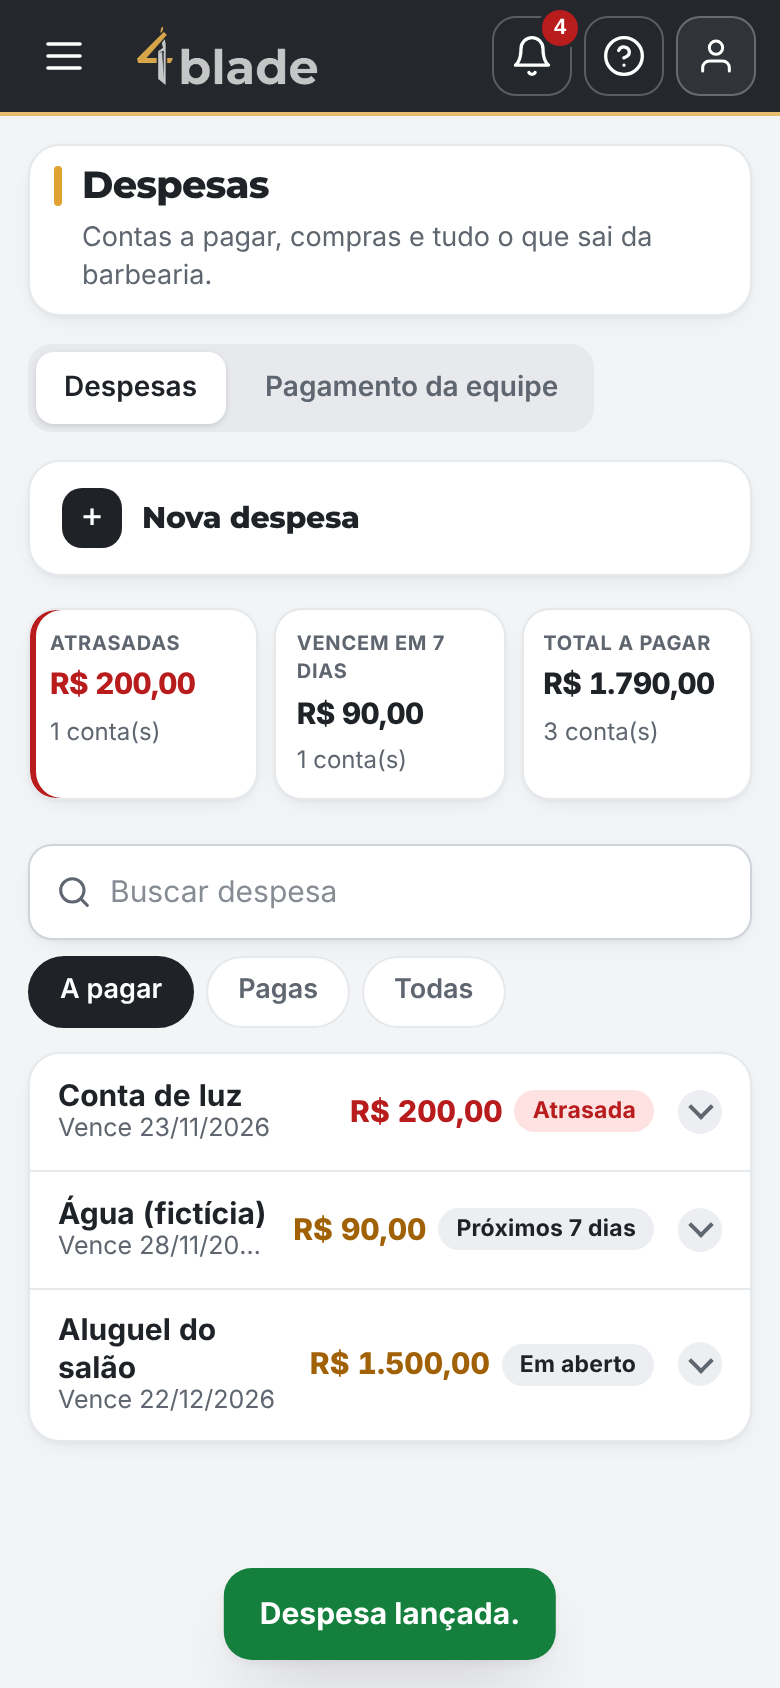 4blade
4
Despesas
Contas a pagar, compras e tudo o que sai da
barbearia.
Despesas
Pagamento da equipe
+ Nova despesa
ATRASADAS
R$ 200,00
1 conta(s)
VENCEM EM 7
DIAS
R$ 90,00
1 conta(s)
TOTAL A PAGAR
R$ 1.790,00
3 conta(s)
Buscar despesa
A pagar
Pagas
Todas
Conta de luz
Vence 23/11/2026
R$ 200,00
Atrasada
Água (fictícia)
Vence 28/11/20...
R$ 90,00
Próximos 7 dias
Aluguel do
salão
Vence 22/12/2026
R$ 1.500,00
Em aberto
Despesa lançada.